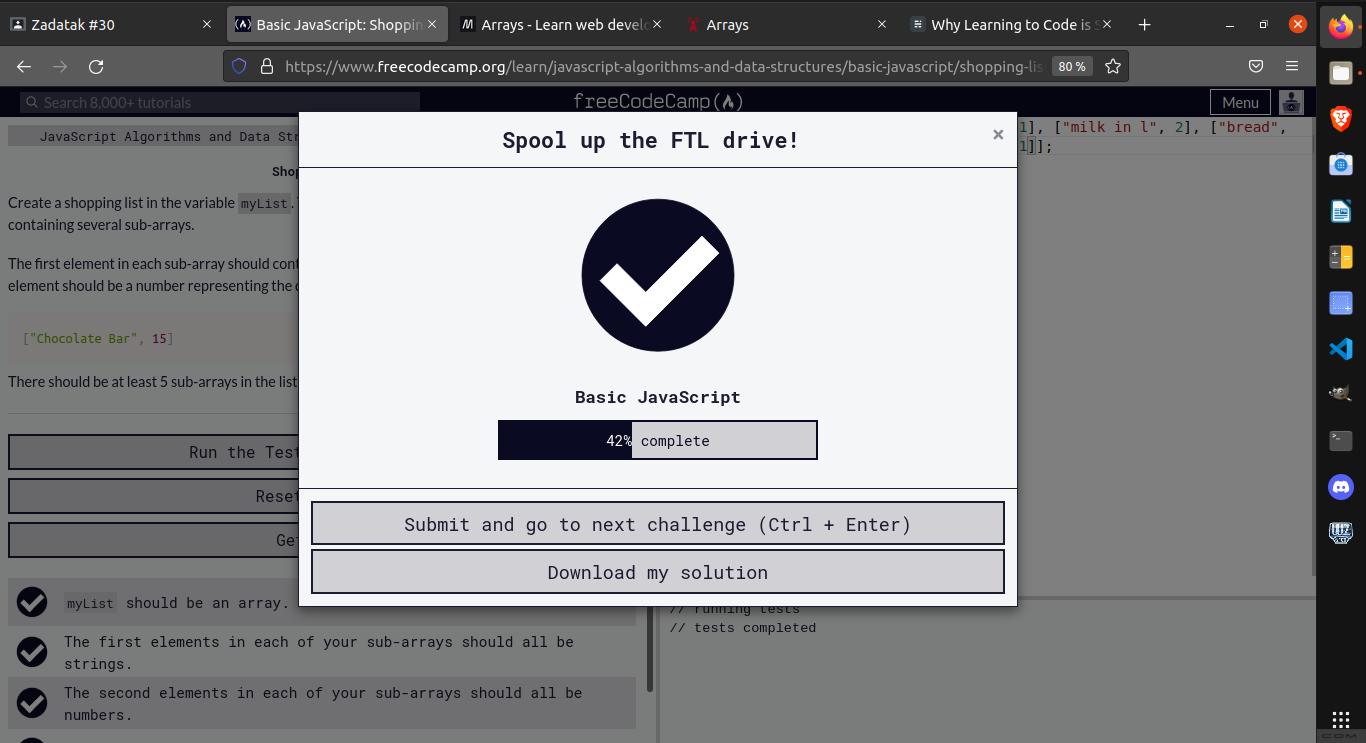 Zadatak #30
Basic JavaScript: Shoppin
Arrays - Learn web develo
Arrays
Why Learning to Code is S
https://www.freecodecamp.org/learn/javascript-algorithms-and-data-structures/basic-javascript/shopping-lis
80 %
Search 8,000+ tutorials
freeCodeCamp
Menu
JavaScript Algorithms and Data Str
1], ["milk in l", 2], ["bread",
1]];
Spool up the FTL drive!
×
Shop
Create a shopping list in the variable myList.
containing several sub-arrays.
The first element in each sub-array should cont
element should be a number representing the
["Chocolate Bar", 15]
There should be at least 5 sub-arrays in the list
Basic JavaScript
42% complete
Run the Test
Reset
Get
Submit and go to next challenge (Ctrl + Enter)
Download my solution
myList should be an array.
The first elements in each of your sub-arrays should all be
strings.
The second elements in each of your sub-arrays should all be
numbers.
// running tests
// tests completed